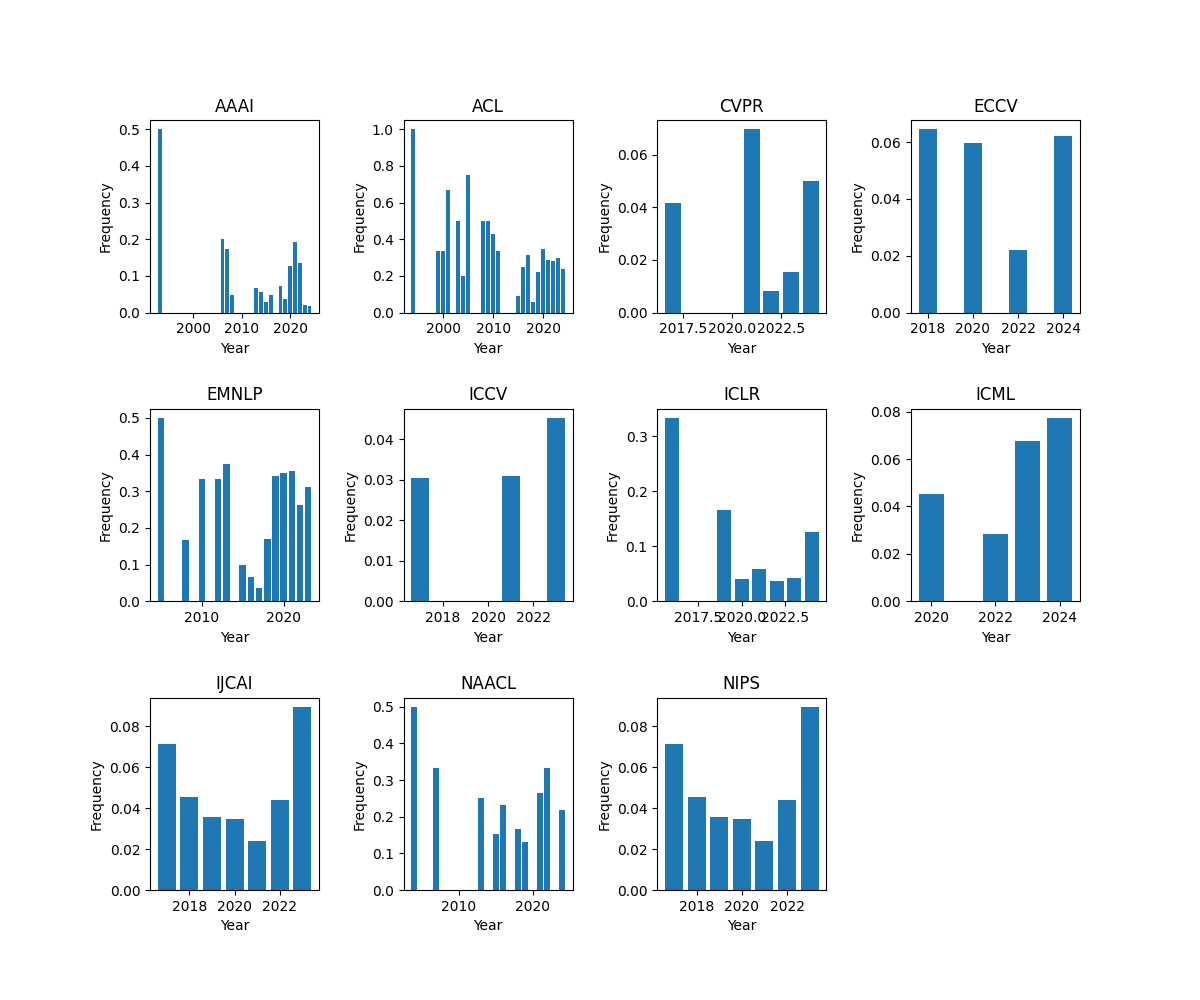 AAAI
ACL
CVPR
ECCV
0.5
0.4
0.3
0.2
0.1
0.0
Frequency
2000 2010 2020
Year
1.0
0.8
0.6
0.4
0.2
0.0
Frequency
2000 2010 2020
Year
0.06
0.04
0.02
0.00
Frequency
2017.5 2020.0 2022.5
Year
0.06
0.04
0.02
0.00
Frequency
2018 2020 2022 2024
Year
EMNLP
ICCV
ICLR
ICML
0.5
0.4
0.3
0.2
0.1
0.0
Frequency
2010 2020
Year
0.04
0.03
0.02
0.01
0.00
Frequency
2018 2020 2022
Year
0.3
0.2
0.1
0.0
Frequency
2017.5 2020.0 2022.5
Year
0.08
0.06
0.04
0.02
0.00
Frequency
2020 2022 2024
Year
IJCAI
NAACL
NIPS
0.08
0.06
0.04
0.02
0.00
Frequency
2018 2020 2022
Year
0.5
0.4
0.3
0.2
0.1
0.0
Frequency
2010 2020
Year
0.08
0.06
0.04
0.02
0.00
Frequency
2018 2020 2022
Year